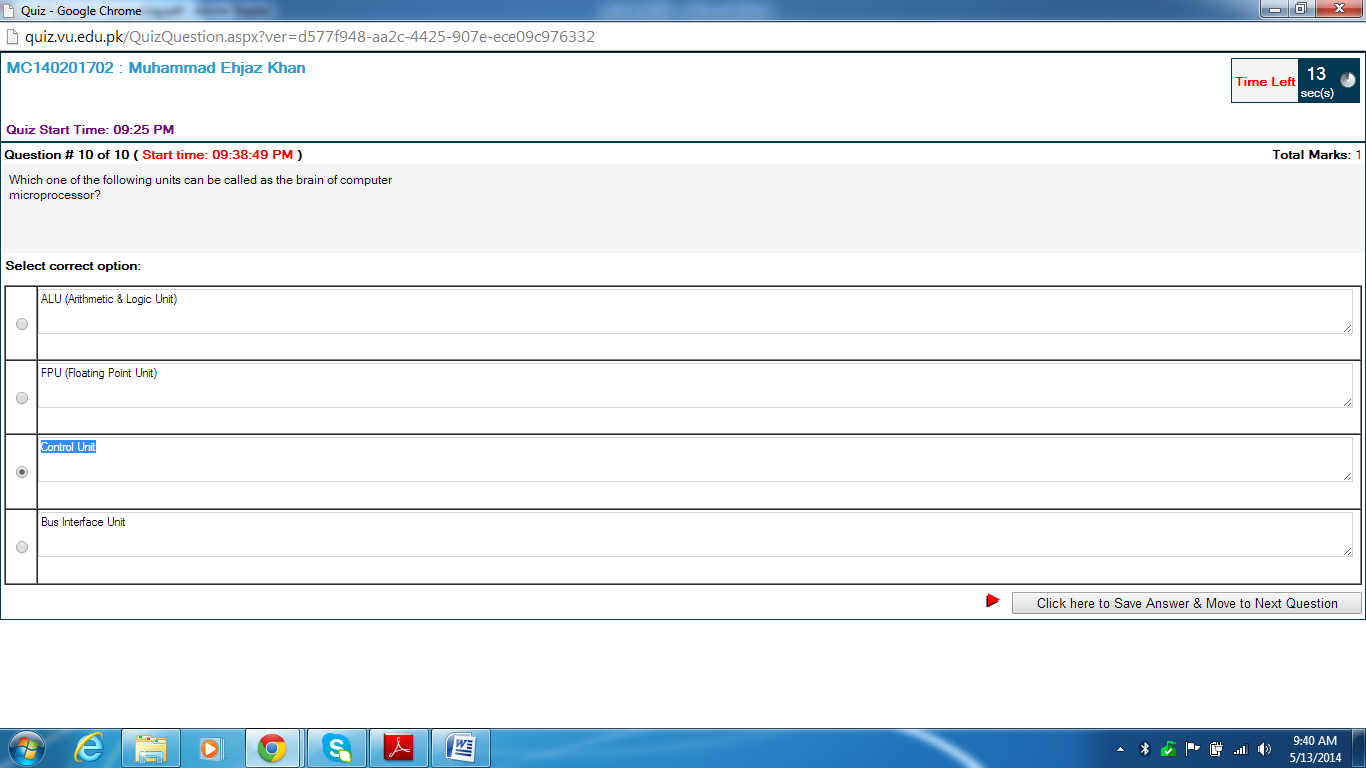 Quiz - Google Chrome
quiz.vu.edu.pk/QuizQuestion.aspx?ver=d577f948-aa2c-4425-907e-ece09c976332
MC140201702 : Muhammad Ehjaz Khan
Time Left 13
sec(s)
Quiz Start Time: 09:25 PM
Question # 10 of 10 ( Start time: 09:38:49 PM )
Total Marks: 1
Which one of the following units can be called as the brain of computer
microprocessor?
Select correct option:
ALU (Arithmetic & Logic Unit)
FPU (Floating Point Unit)
Control Unit
Bus Interface Unit
Click here to Save Answer & Move to Next Question
9:40 AM
5/13/2014